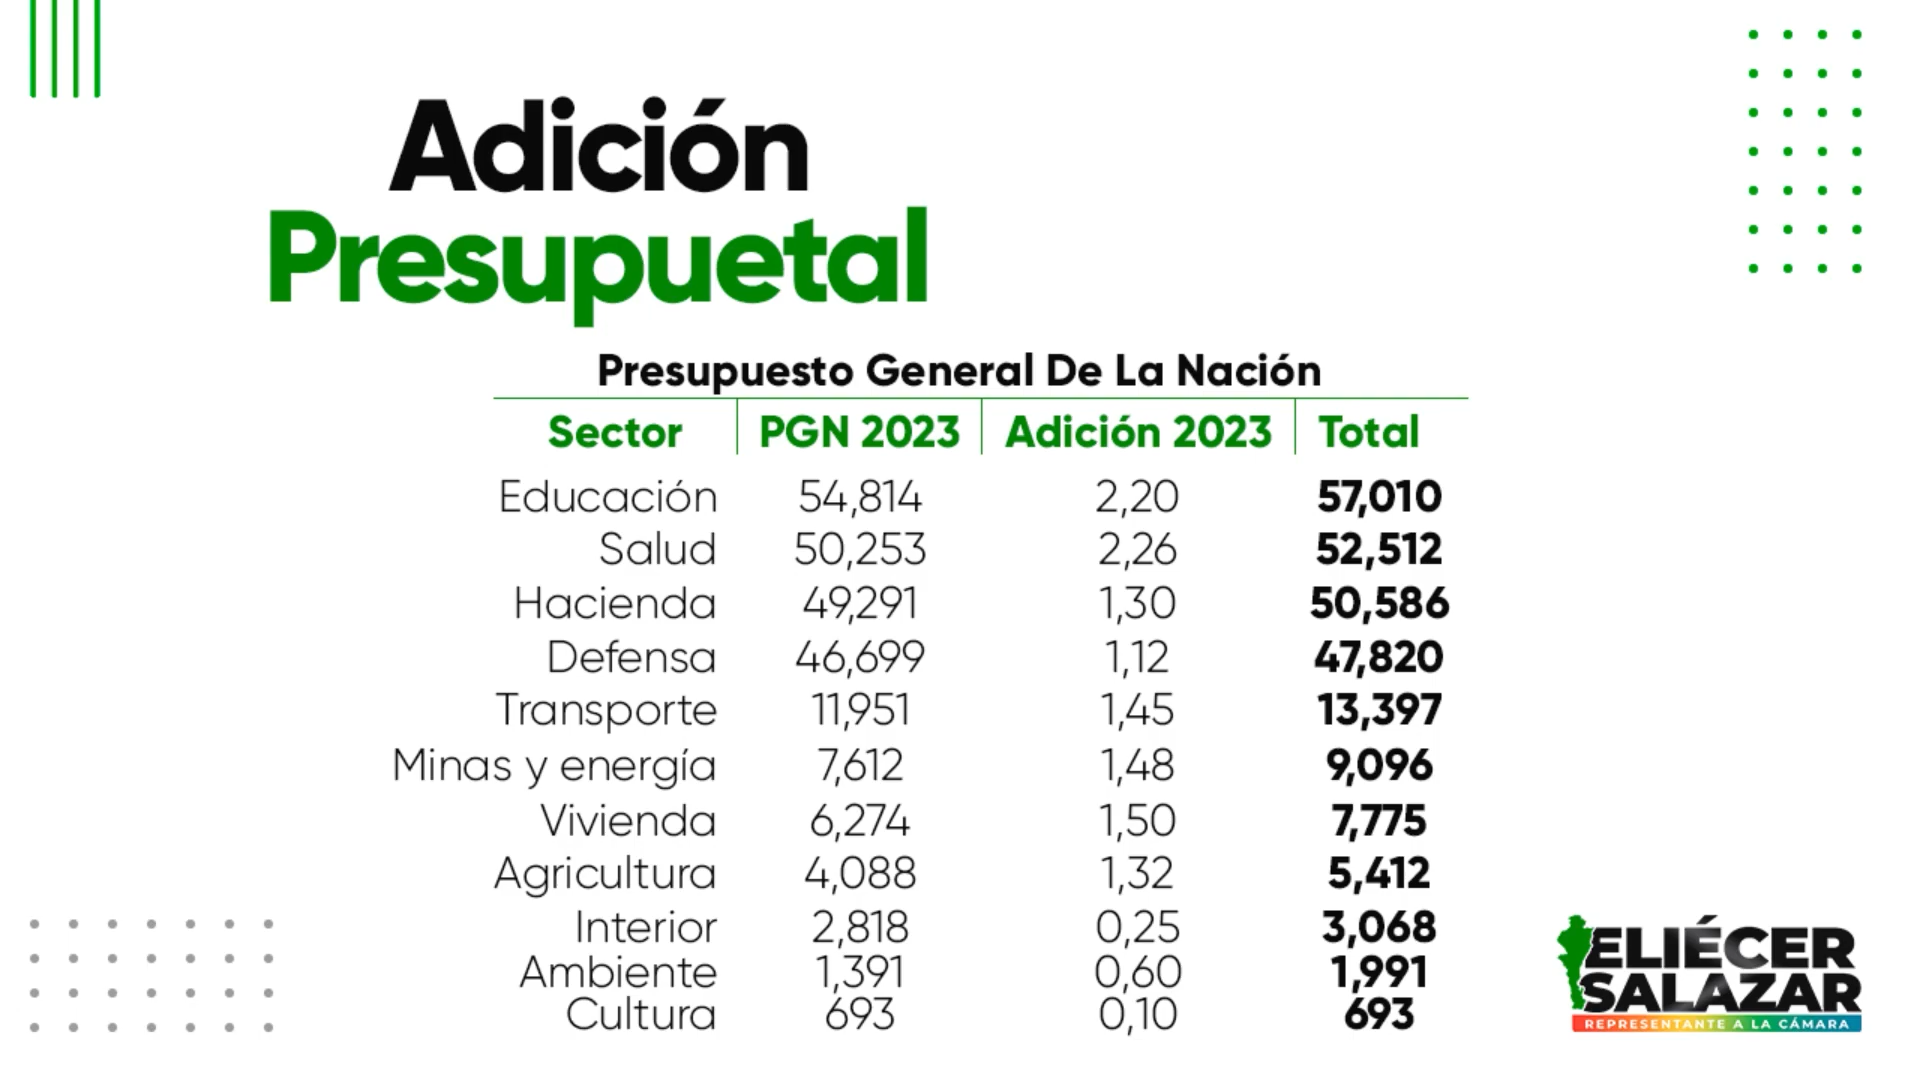 Adición
Presupuetal
Presupuesto General De La Nación
Sector PGN 2023 Adición 2023 Total
Educación 54,814 2,20 57,010
Salud 50,253 2,26 52,512
Hacienda 49,291 1,30 50,586
Defensa 46,699 1,12 47,820
Transporte 11,951 1,45 13,397
Minas y energía 7,612 1,48 9,096
Vivienda 6,274 1,50 7,775
Agricultura 4,088 1,32 5,412
Interior 2,818 0,25 3,068
Ambiente 1,391 0,60 1,991
Cultura 693 0,10 693
ELIÉCER
SALAZAR
REPRESENTANTE A LA CÁMARA